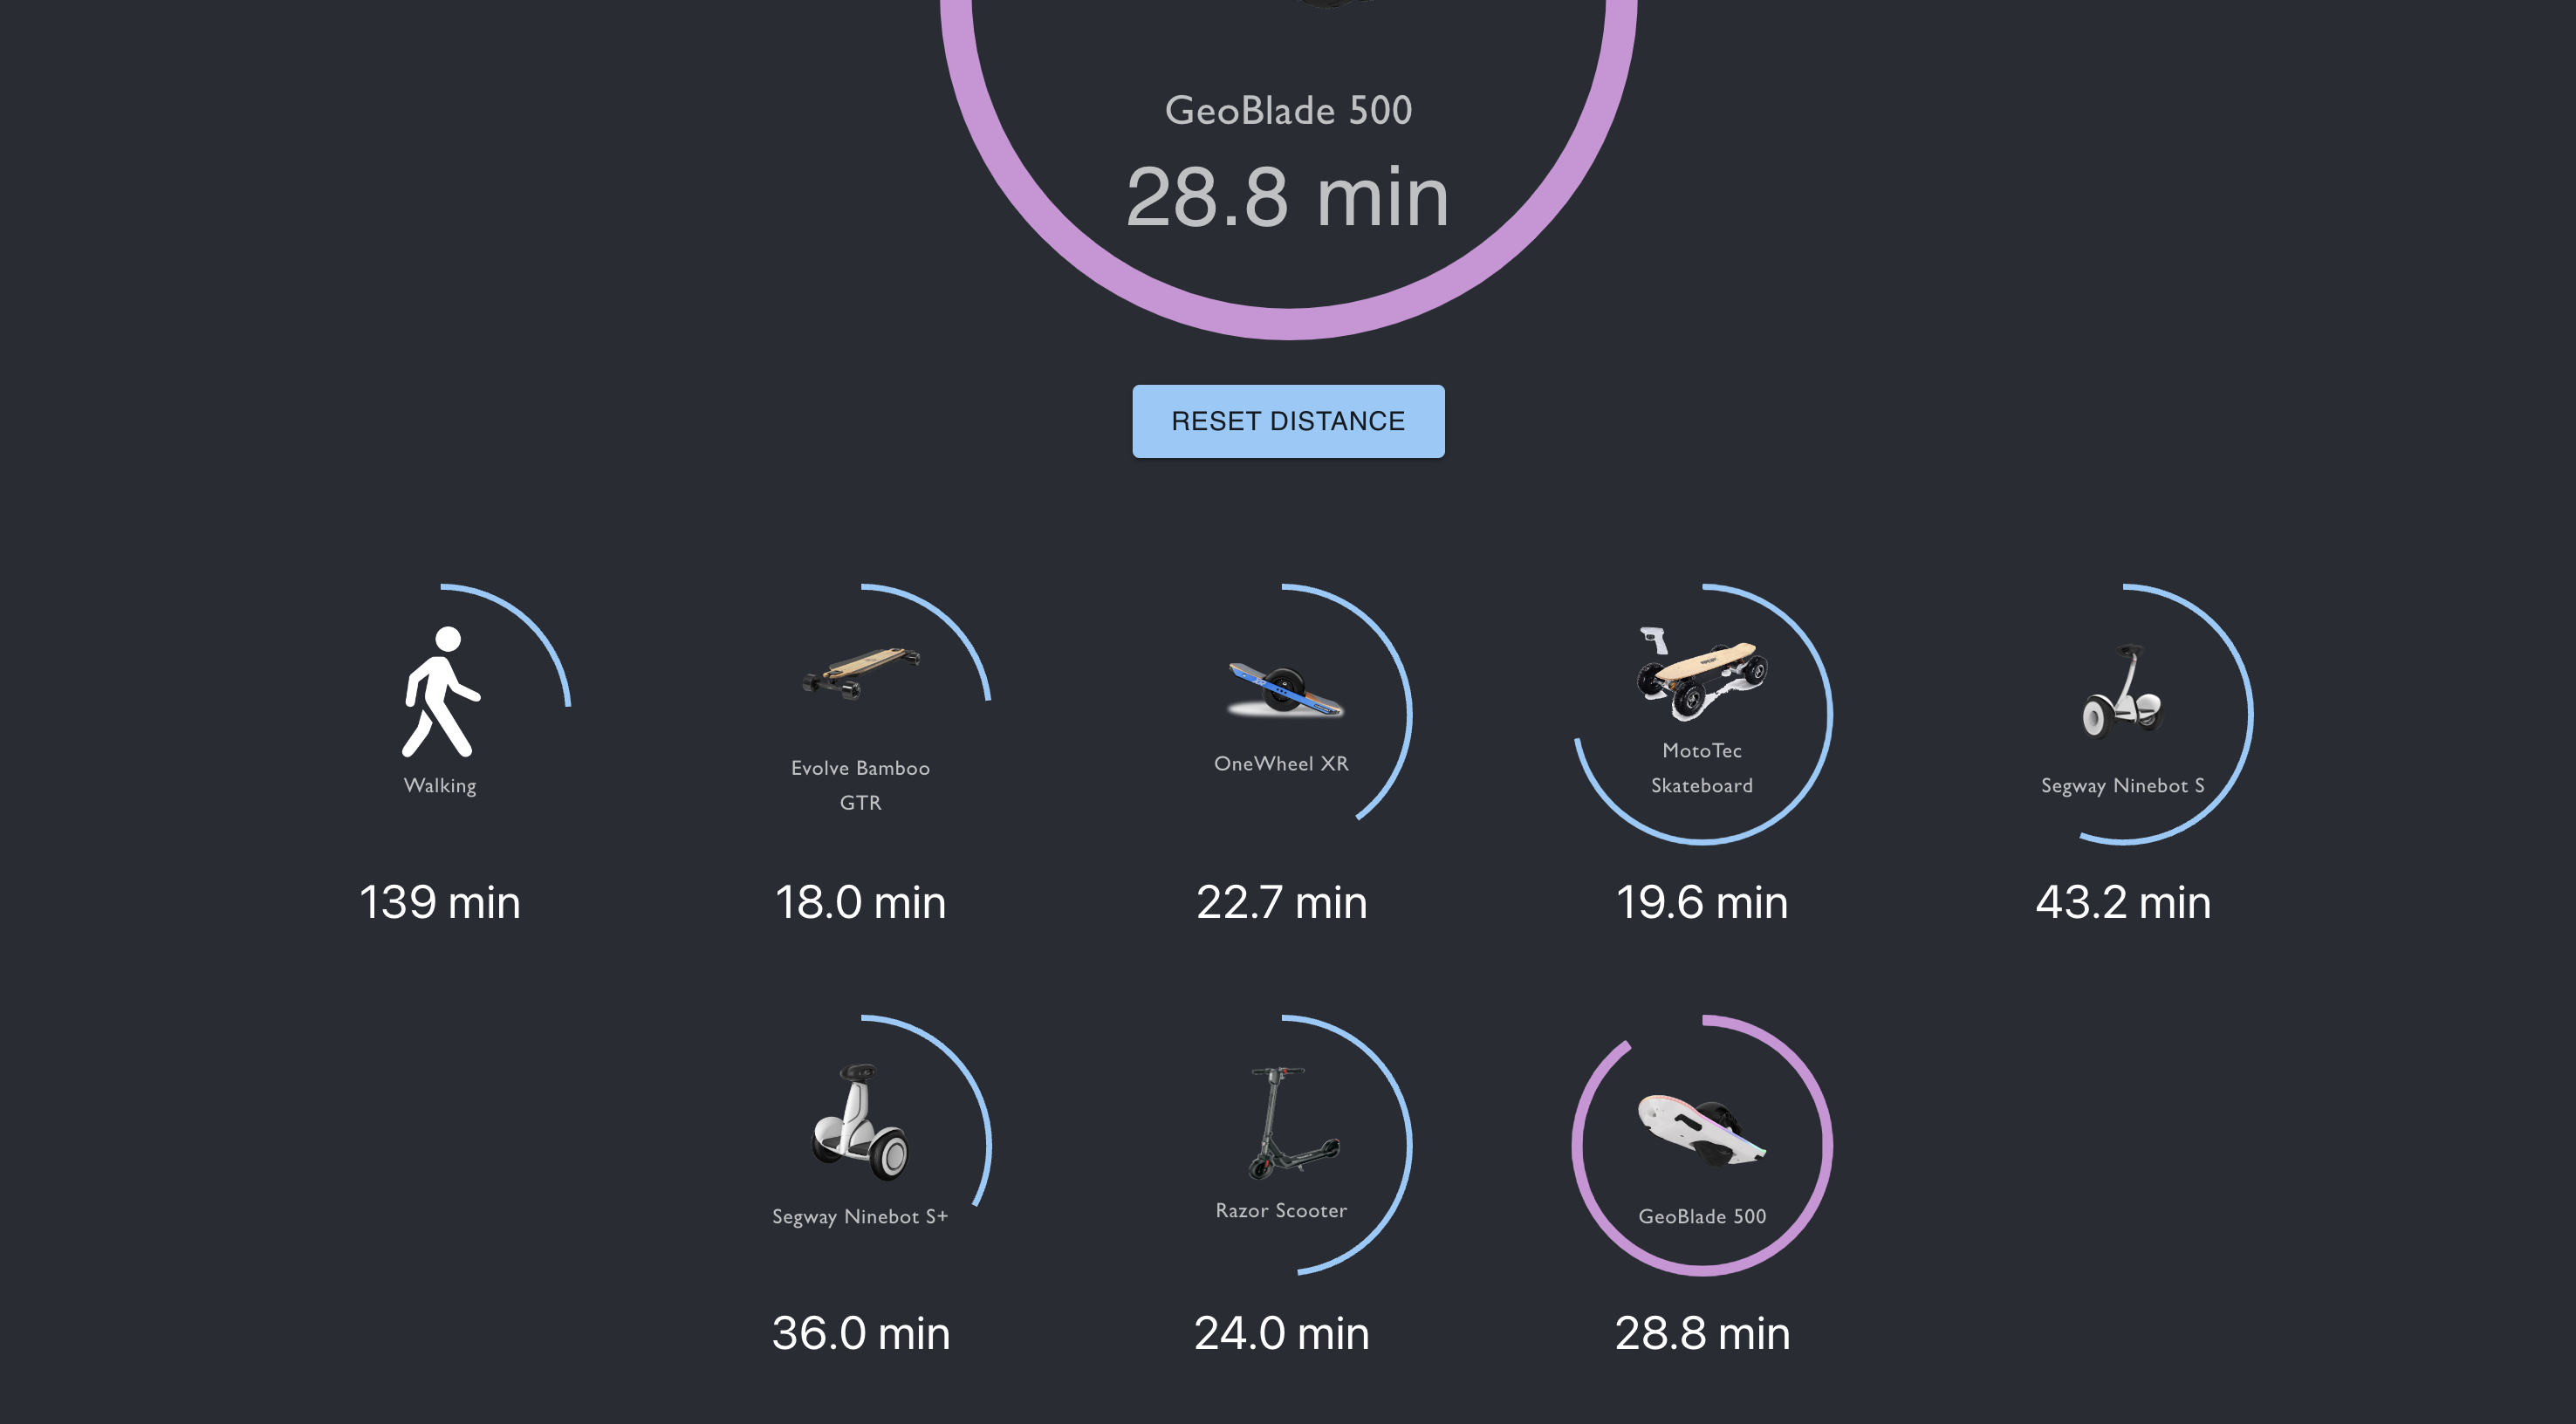 GeoBlade 500
28.8 min
RESET DISTANCE
Walking
139 min
Evolve Bamboo
GTR
18.0 min
OneWheel XR
22.7 min
MotoTec
Skateboard
19.6 min
Segway Ninebot S
43.2 min
Segway Ninebot S+
36.0 min
Razor Scooter
24.0 min
GeoBlade 500
28.8 min